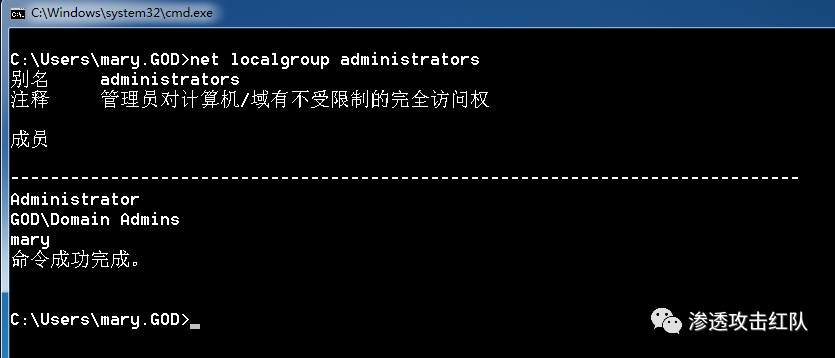 C:\Windows\system32\cmd.exe
C:\Users\mary.GOD>net localgroup administrators
别名     administrators
注释     管理员对计算机/域有不受限制的完全访问权
成员
-------------------------------------------------------------------------------
Administrator
GOD\Domain Admins
mary
命令成功完成。
C:\Users\mary.GOD>
渗透攻击红队